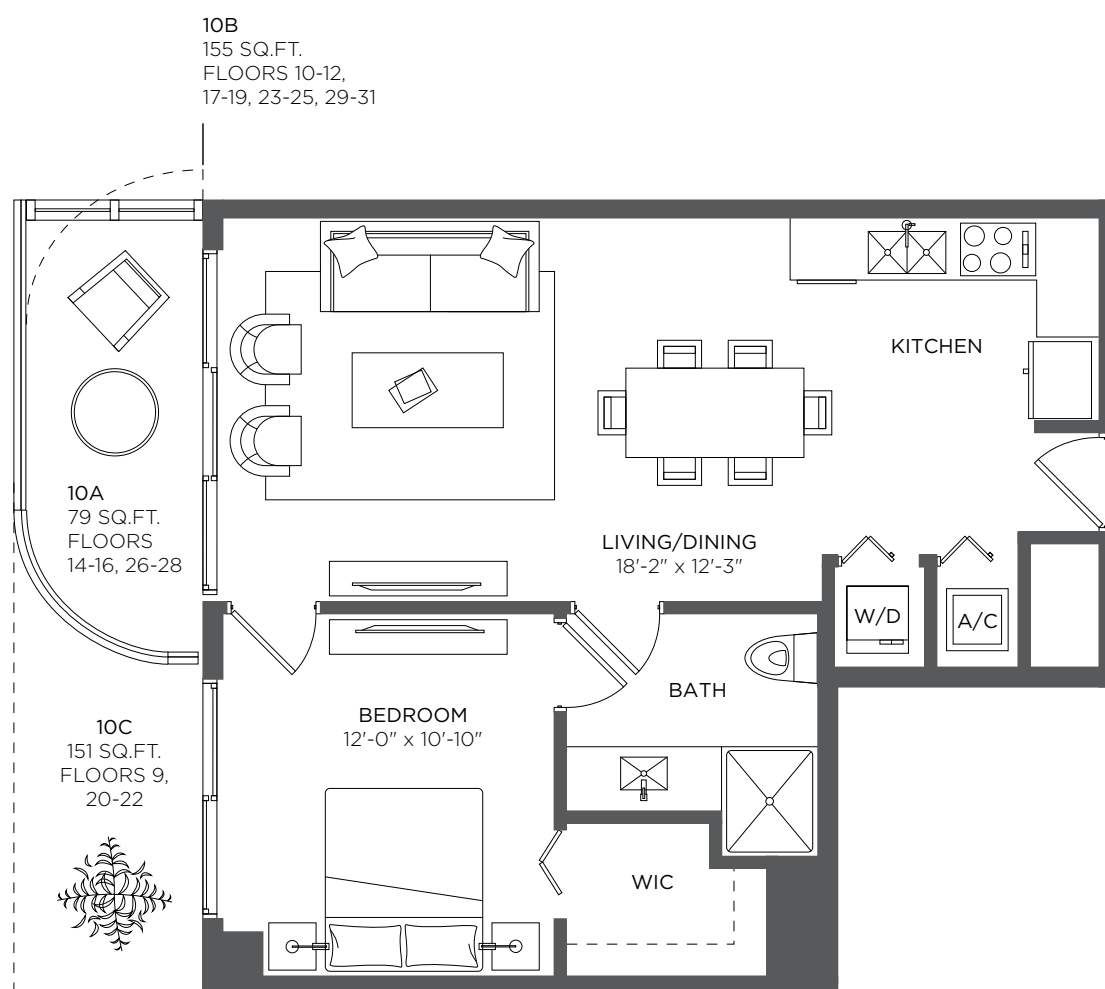 10B
155 SQ.FT.
FLOORS 10-12,
17-19, 23-25, 29-31
KITCHEN
10A
79 SQ.FT.
FLOORS
14-16, 26-28
LIVING/DINING
18'-2" x 12'-3"
W/D
A/C
BATH
BEDROOM
12'-0" x 10'-10"
10C
151 SQ.FT.
FLOORS 9,
20-22
WIC